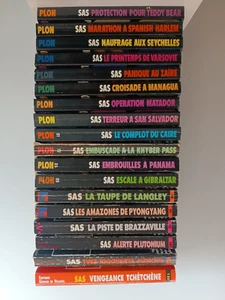 PLON SAS PROTECTION POUR TEDDY BEAR
PLON SAS MARATHON A SPANISH HARLEM
PLON SAS NAUFRAGE AUX SEYCHELLES
PLON SAS LE PRINTEMPS DE VARSOVIE
PLON SAS PANIQUE AU ZAIRE
PLON SAS CROISADE A MANAGUA
PLON SAS OPERATION MATADOR
PLON SAS TERREUR A SAN SALVADOR
PLON SAS LE COMPLOT DU CAIRE
PLON SAS EMBUSCADE A LA KHYBER PASS
PLON SAS EMBROUILLES A PANAMA
PLON SAS ESCALE A GIBRALTAR
SAS LA TAUPE DE LANGLEY
SAS LES AMAZONES DE PYONGYANG
SAS LA PISTE DE BRAZZAVILLE
SAS ALERTE PLUTONIUM
SAS
SAS VENGEANCE TCHÉTCHÈNE